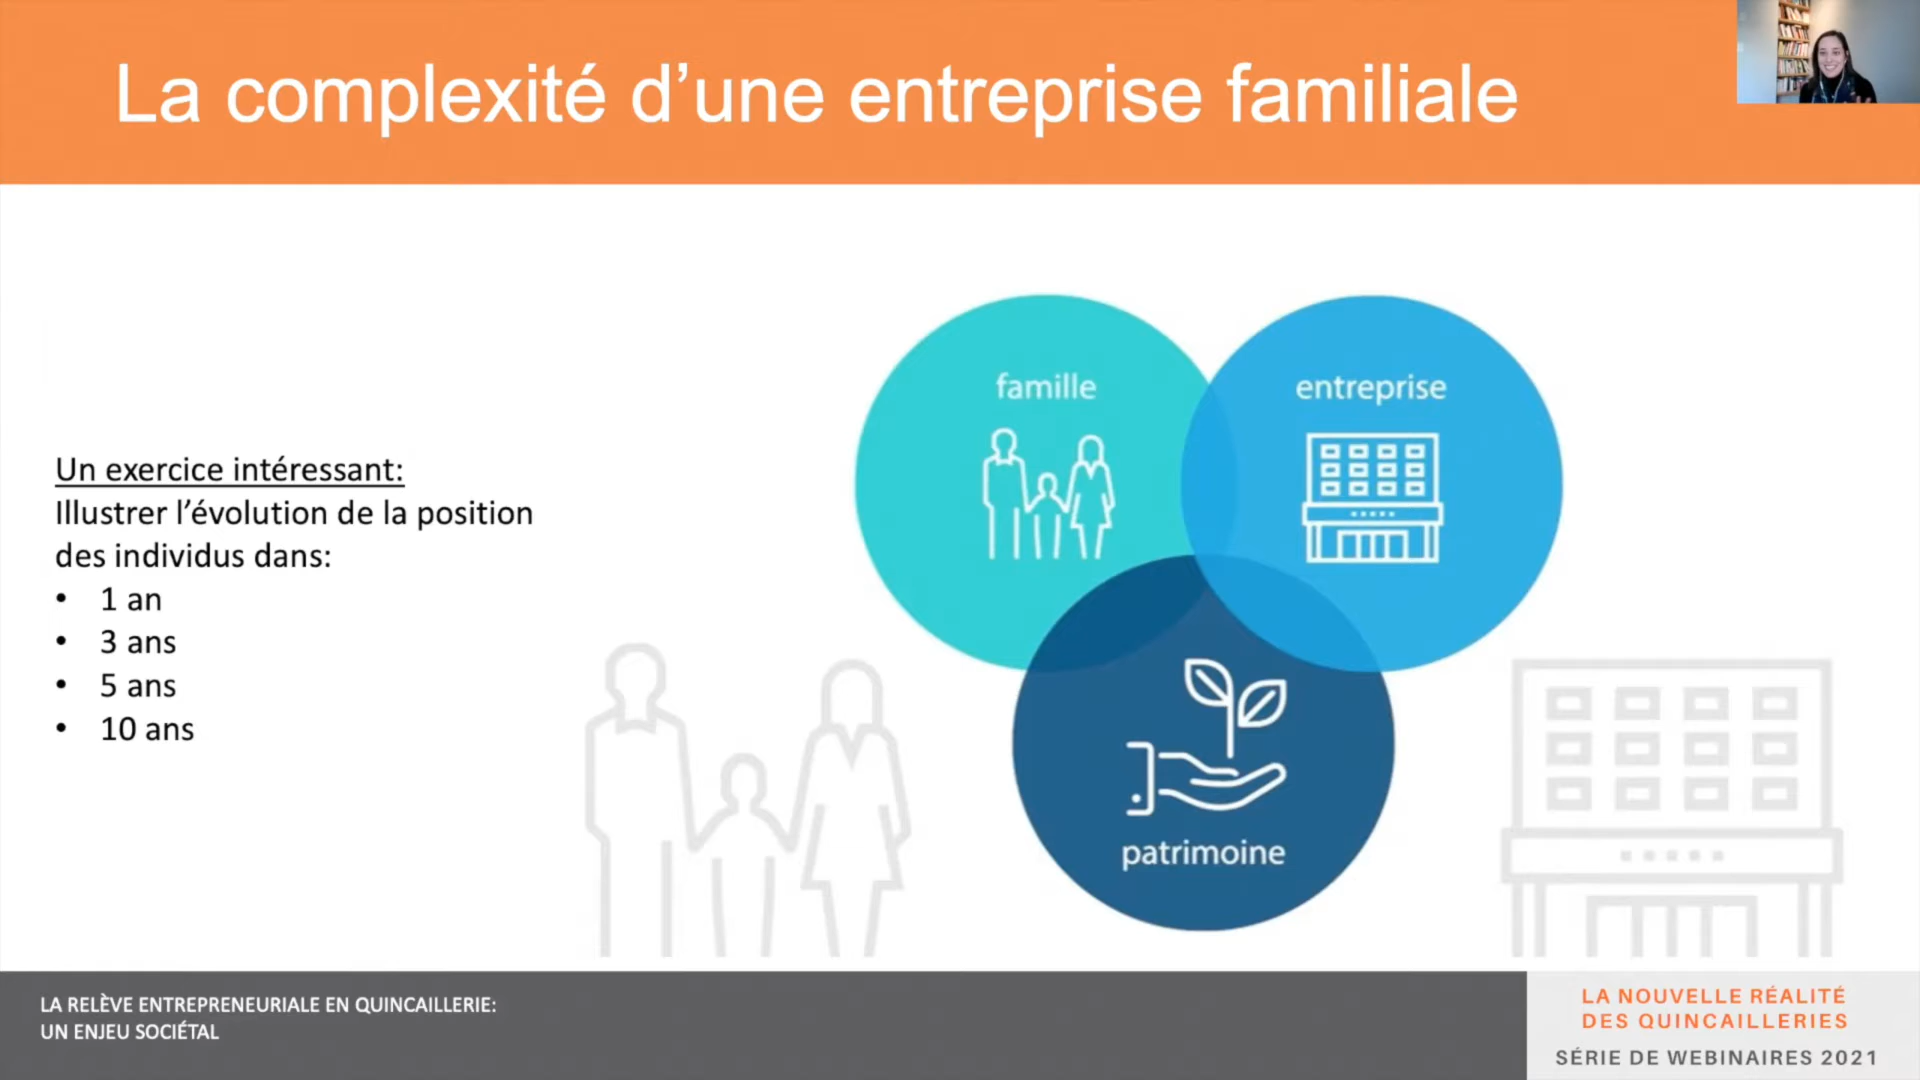 La complexité d’une entreprise familiale
famille
entreprise
Un exercice intéressant:
Illustrer l’évolution de la position
des individus dans:
• 1 an
• 3 ans
• 5 ans
• 10 ans
patrimoine
LA RELÈVE ENTREPRENEURIALE EN QUINCAILLERIE:
UN ENJEU SOCIÉTAL
LA NOUVELLE RÉALITÉ
DES QUINCAILLERIES
SÉRIE DE WEBINAIRES 2021